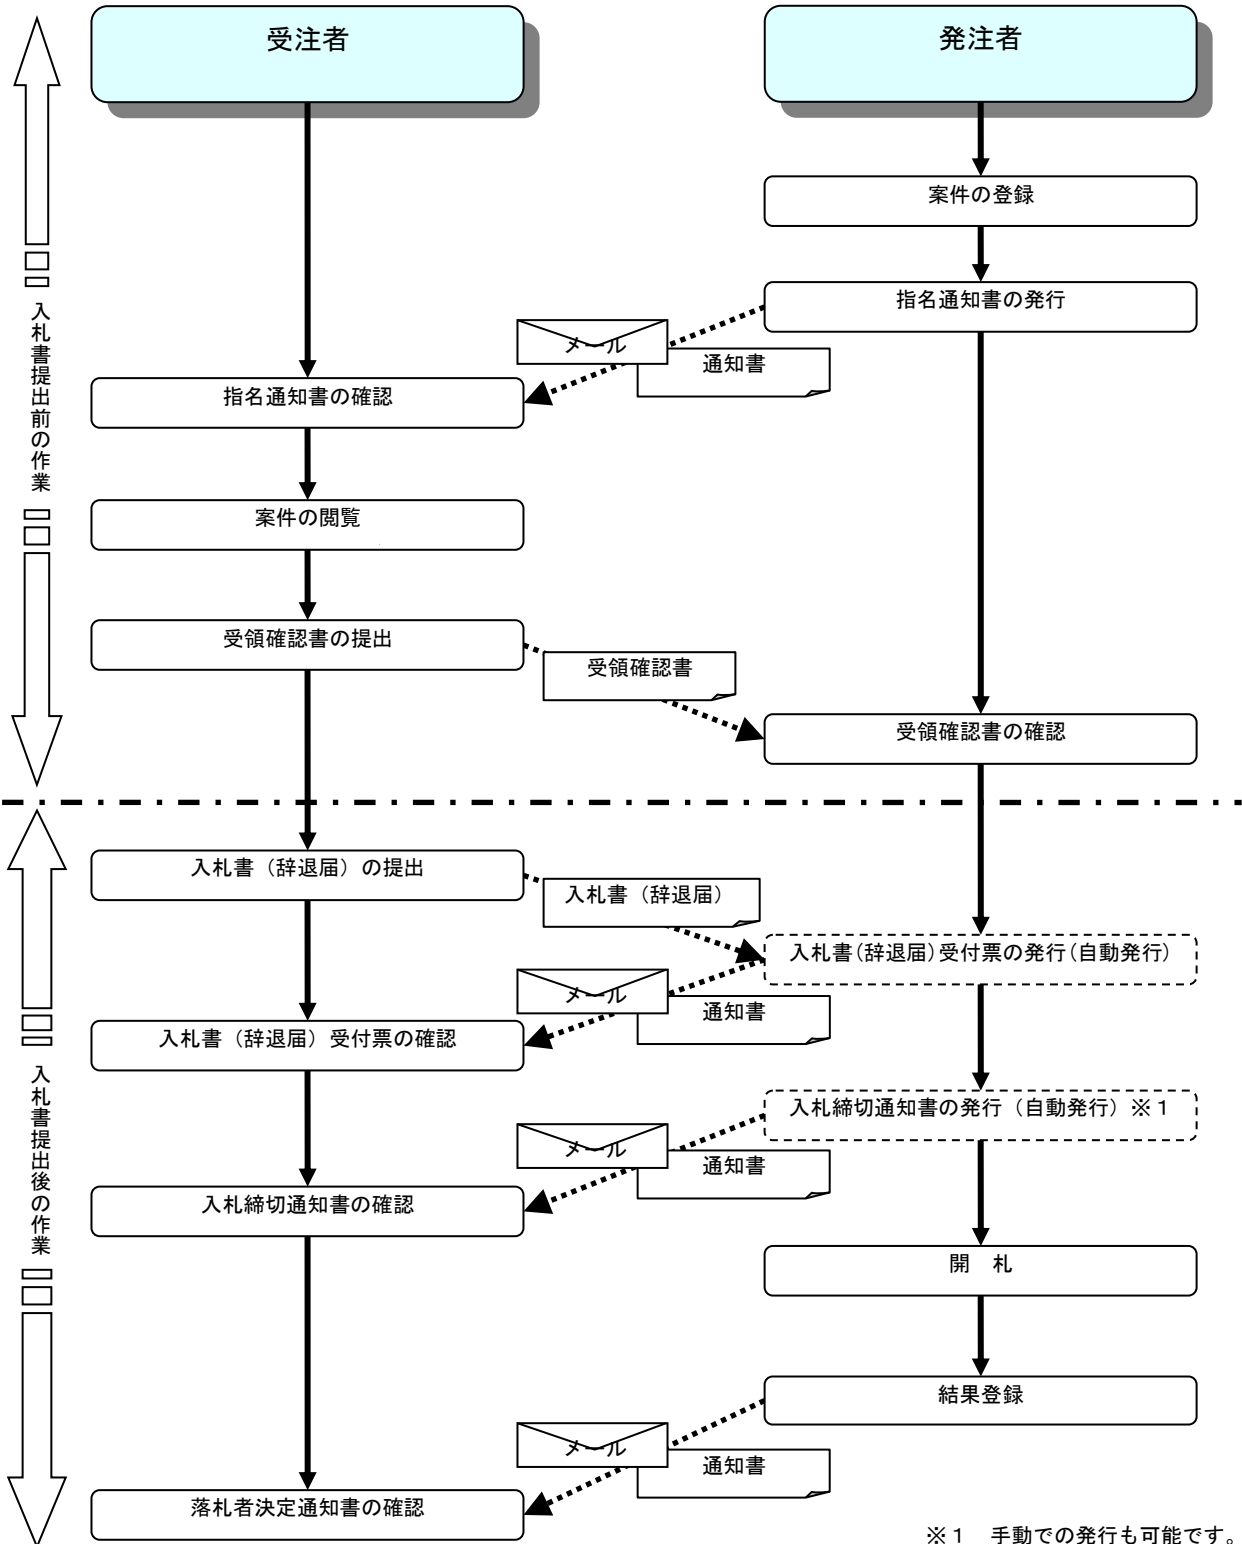 受注者
発注者
案件の登録
指名通知書の発行
メール
通知書
指名通知書の確認
入札書提出前の作業
案件の閲覧
受領確認書の提出
受領確認書
受領確認書の確認
入札書（辞退届）の提出
入札書（辞退届）
入札書(辞退届)受付票の発行(自動発行)
メール
通知書
入札書（辞退届）受付票の確認
入札書提出後の作業
入札締切通知書の発行（自動発行）※１
メール
通知書
入札締切通知書の確認
開　札
結果登録
メール
通知書
落札者決定通知書の確認
※１　手動での発行も可能です。